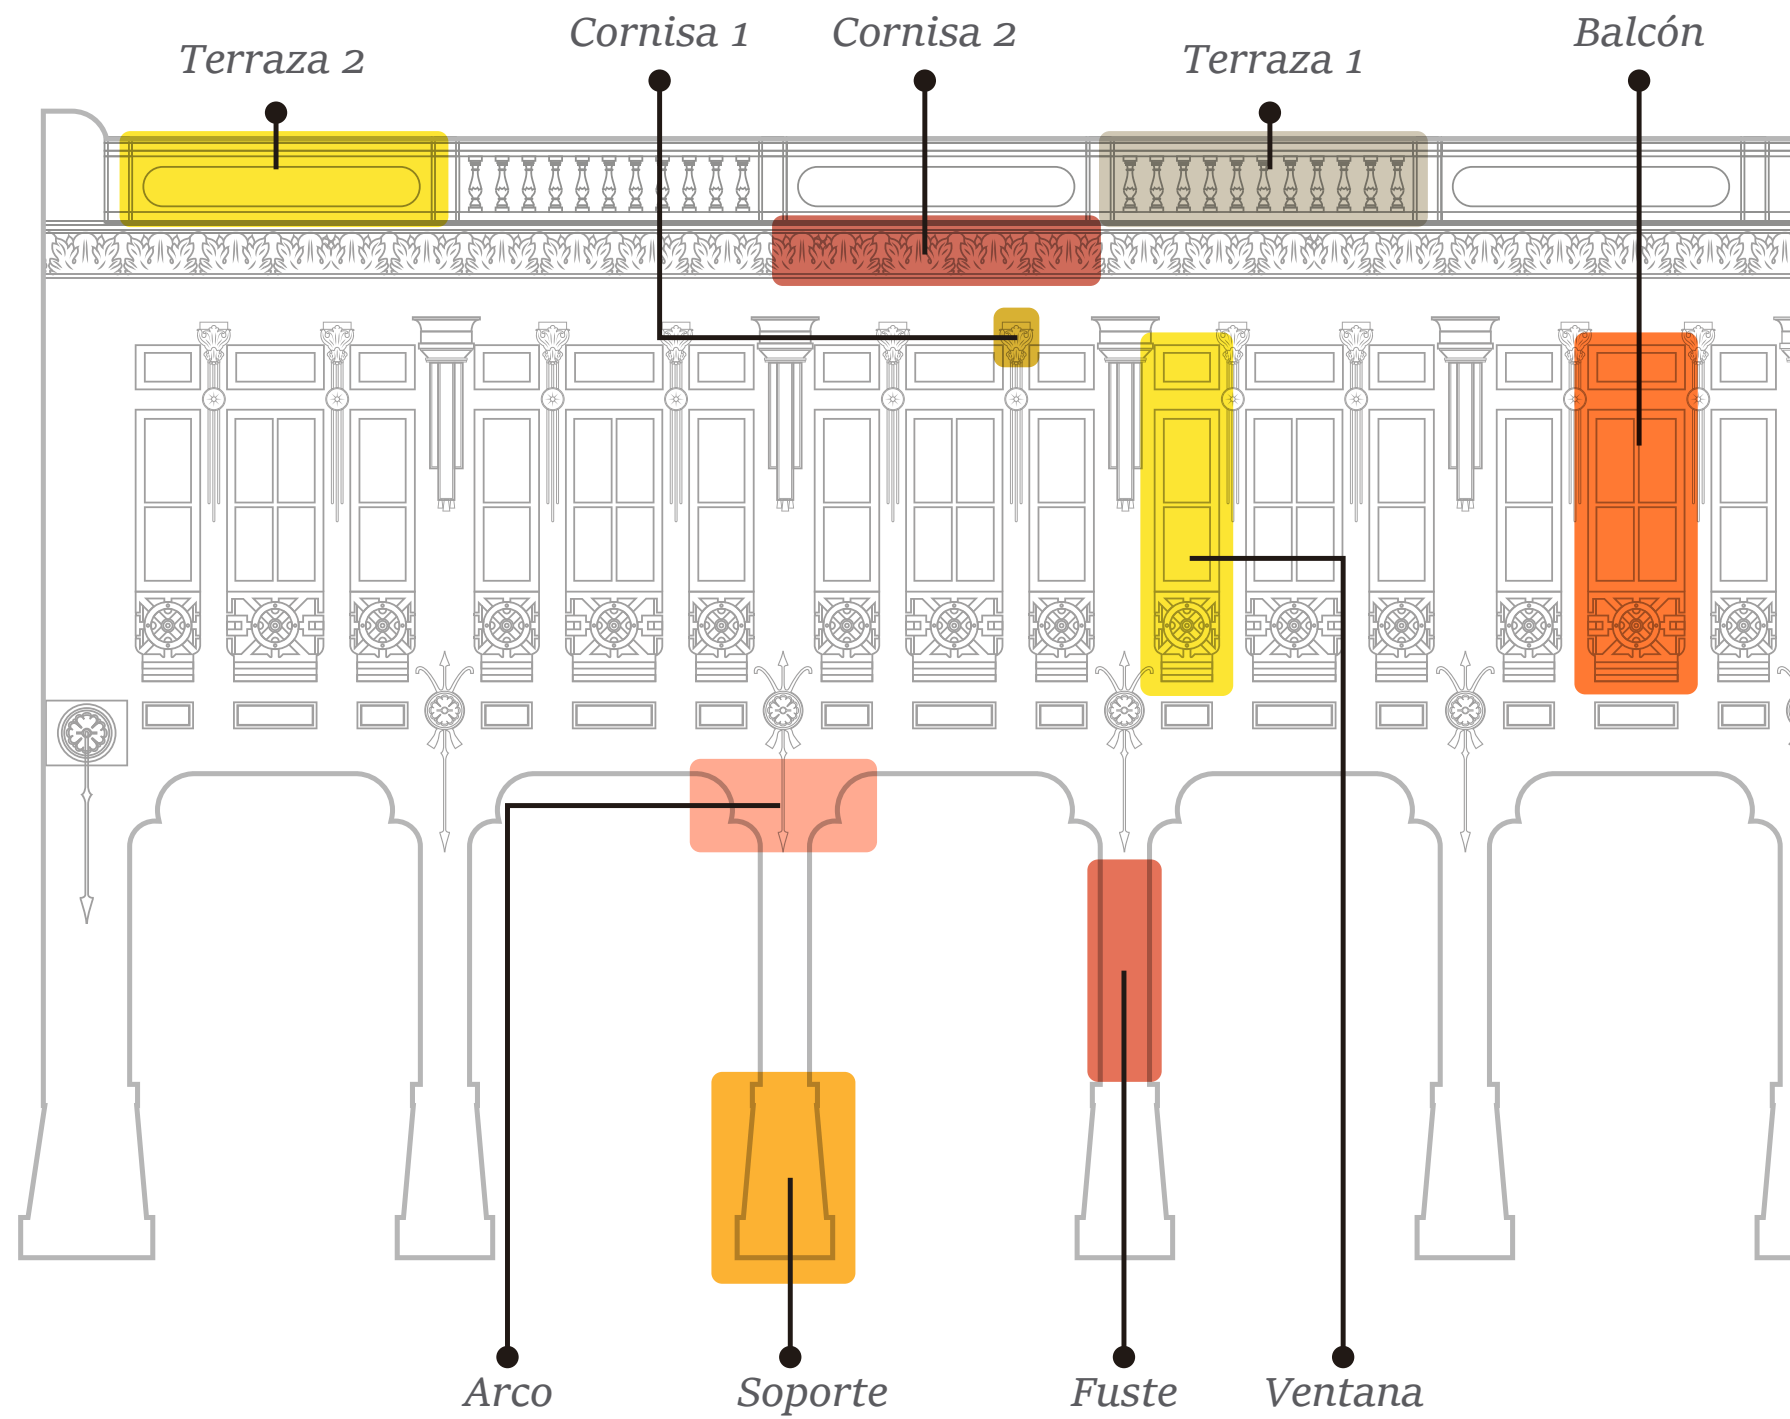 Cornisa 1
Cornisa 2
Balcón
Terraza 2
Terraza 1
Arco
Soporte
Fuste
Ventana